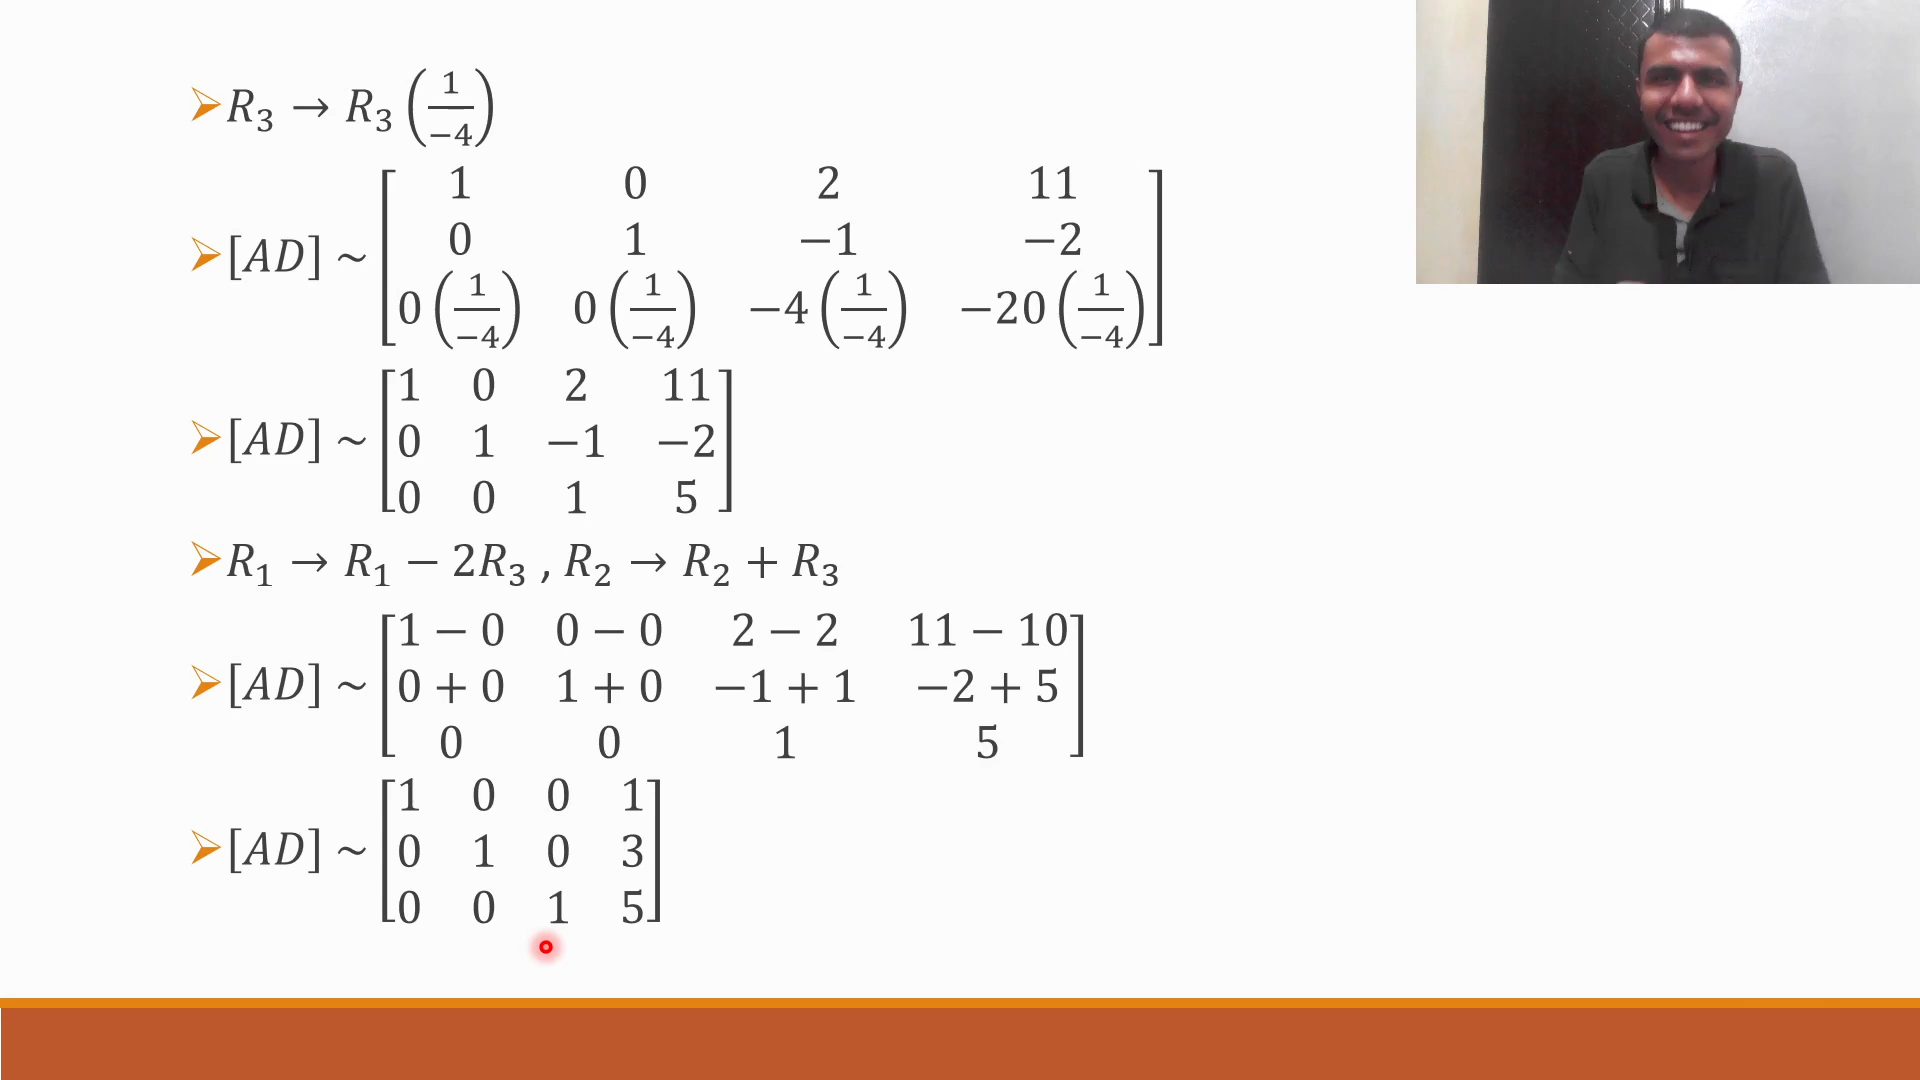 R₃ → R₃ (1/−4)
[AD] ~ [1 0 2 11
0 1 −1 −2
0(1/−4) 0(1/−4) −4(1/−4) −20(1/−4)]
[AD] ~ [1 0 2 11
0 1 −1 −2
0 0 1 5]
R₁ → R₁ − 2R₃ , R₂ → R₂ + R₃
[AD] ~ [1 − 0 0 − 0 2 − 2 11 − 10
0 + 0 1 + 0 −1 + 1 −2 + 5
0 0 1 5]
[AD] ~ [1 0 0 1
0 1 0 3
0 0 1 5]